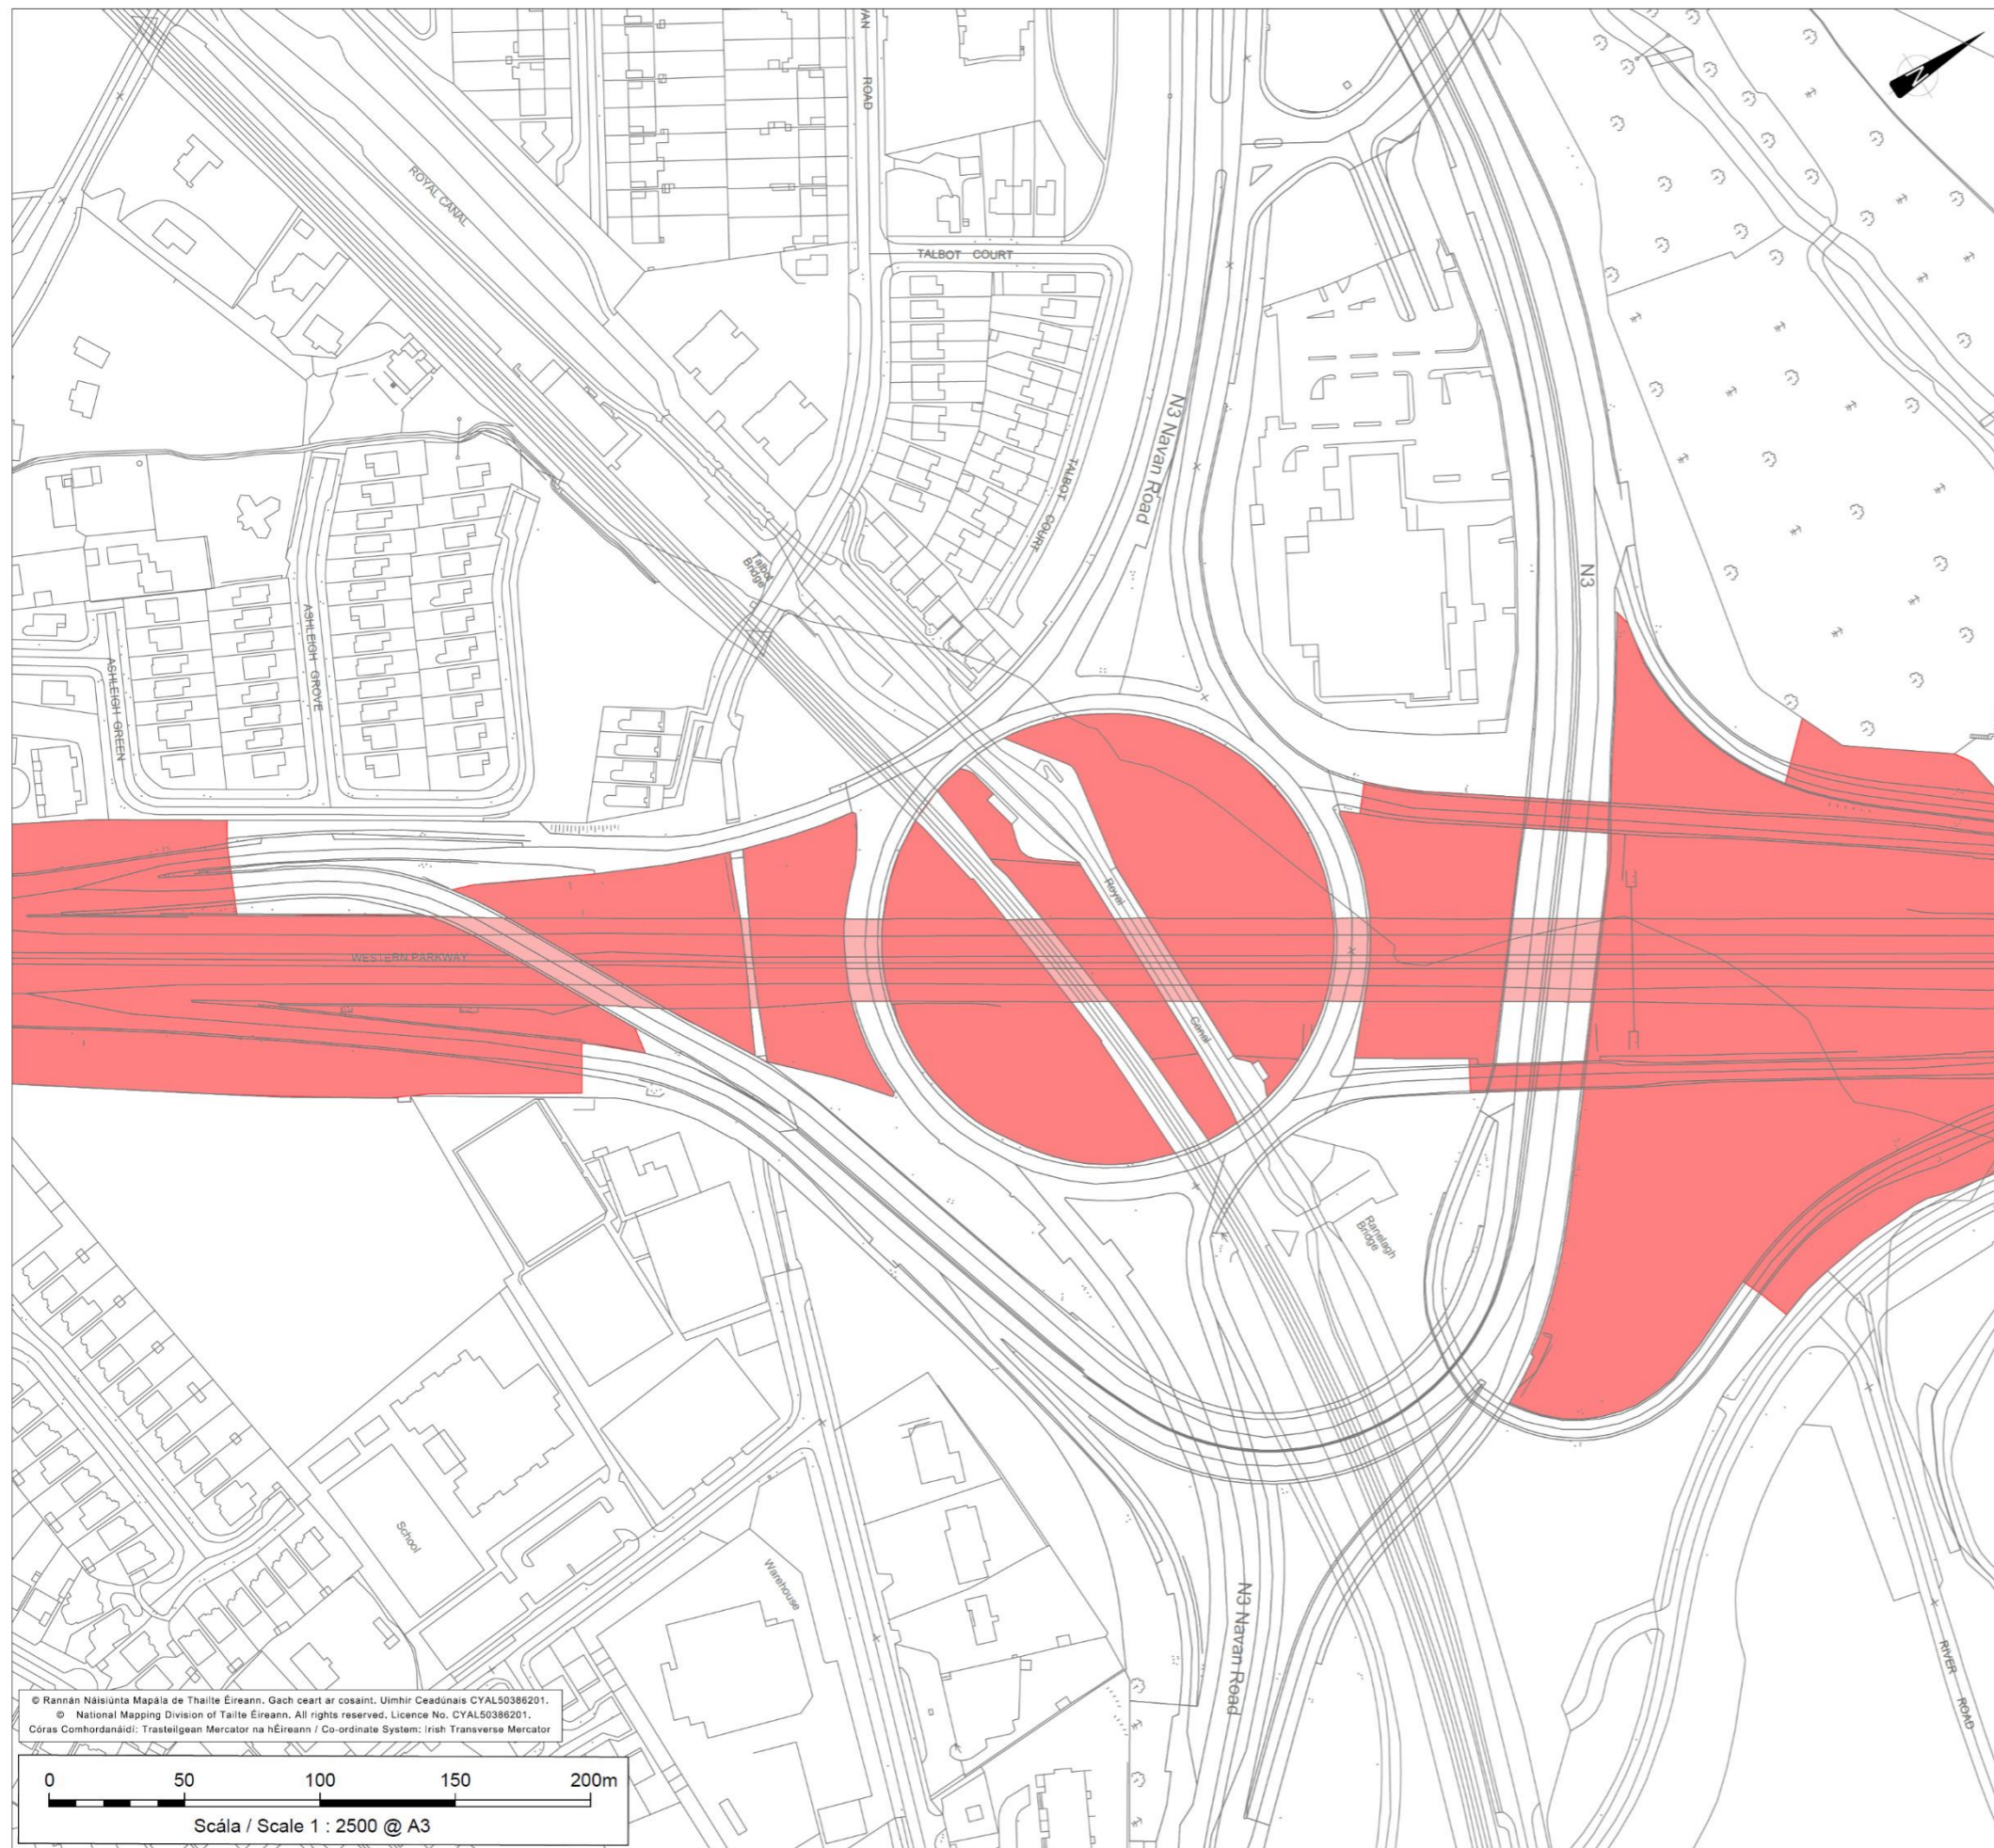 VAN
ROAD
N
ROYAL CANAL
TALBOT COURT
N3 Navan Road
TALBOT COURT
N3
Talbot
Bridge
ASHLEIGH GROVE
ASHLEIGH GREEN
Royal
WESTERN PARKWAY
Canal
Ranelagh
Bridge
School
Warehouse
N3 Navan Road
RIVER ROAD
© Rannán Náisiúnta Mapála de Thailte Éireann. Gach ceart ar cosaint. Uimhir Ceadúnais CYAL50386201.
© National Mapping Division of Tailte Éireann. All rights reserved. Licence No. CYAL50386201.
Córas Comhordanáidí: Trasteilgean Mercator na hÉireann / Co-ordinate System: Irish Transverse Mercator
0 50 100 150 200m
Scála / Scale 1 : 2500 @ A3